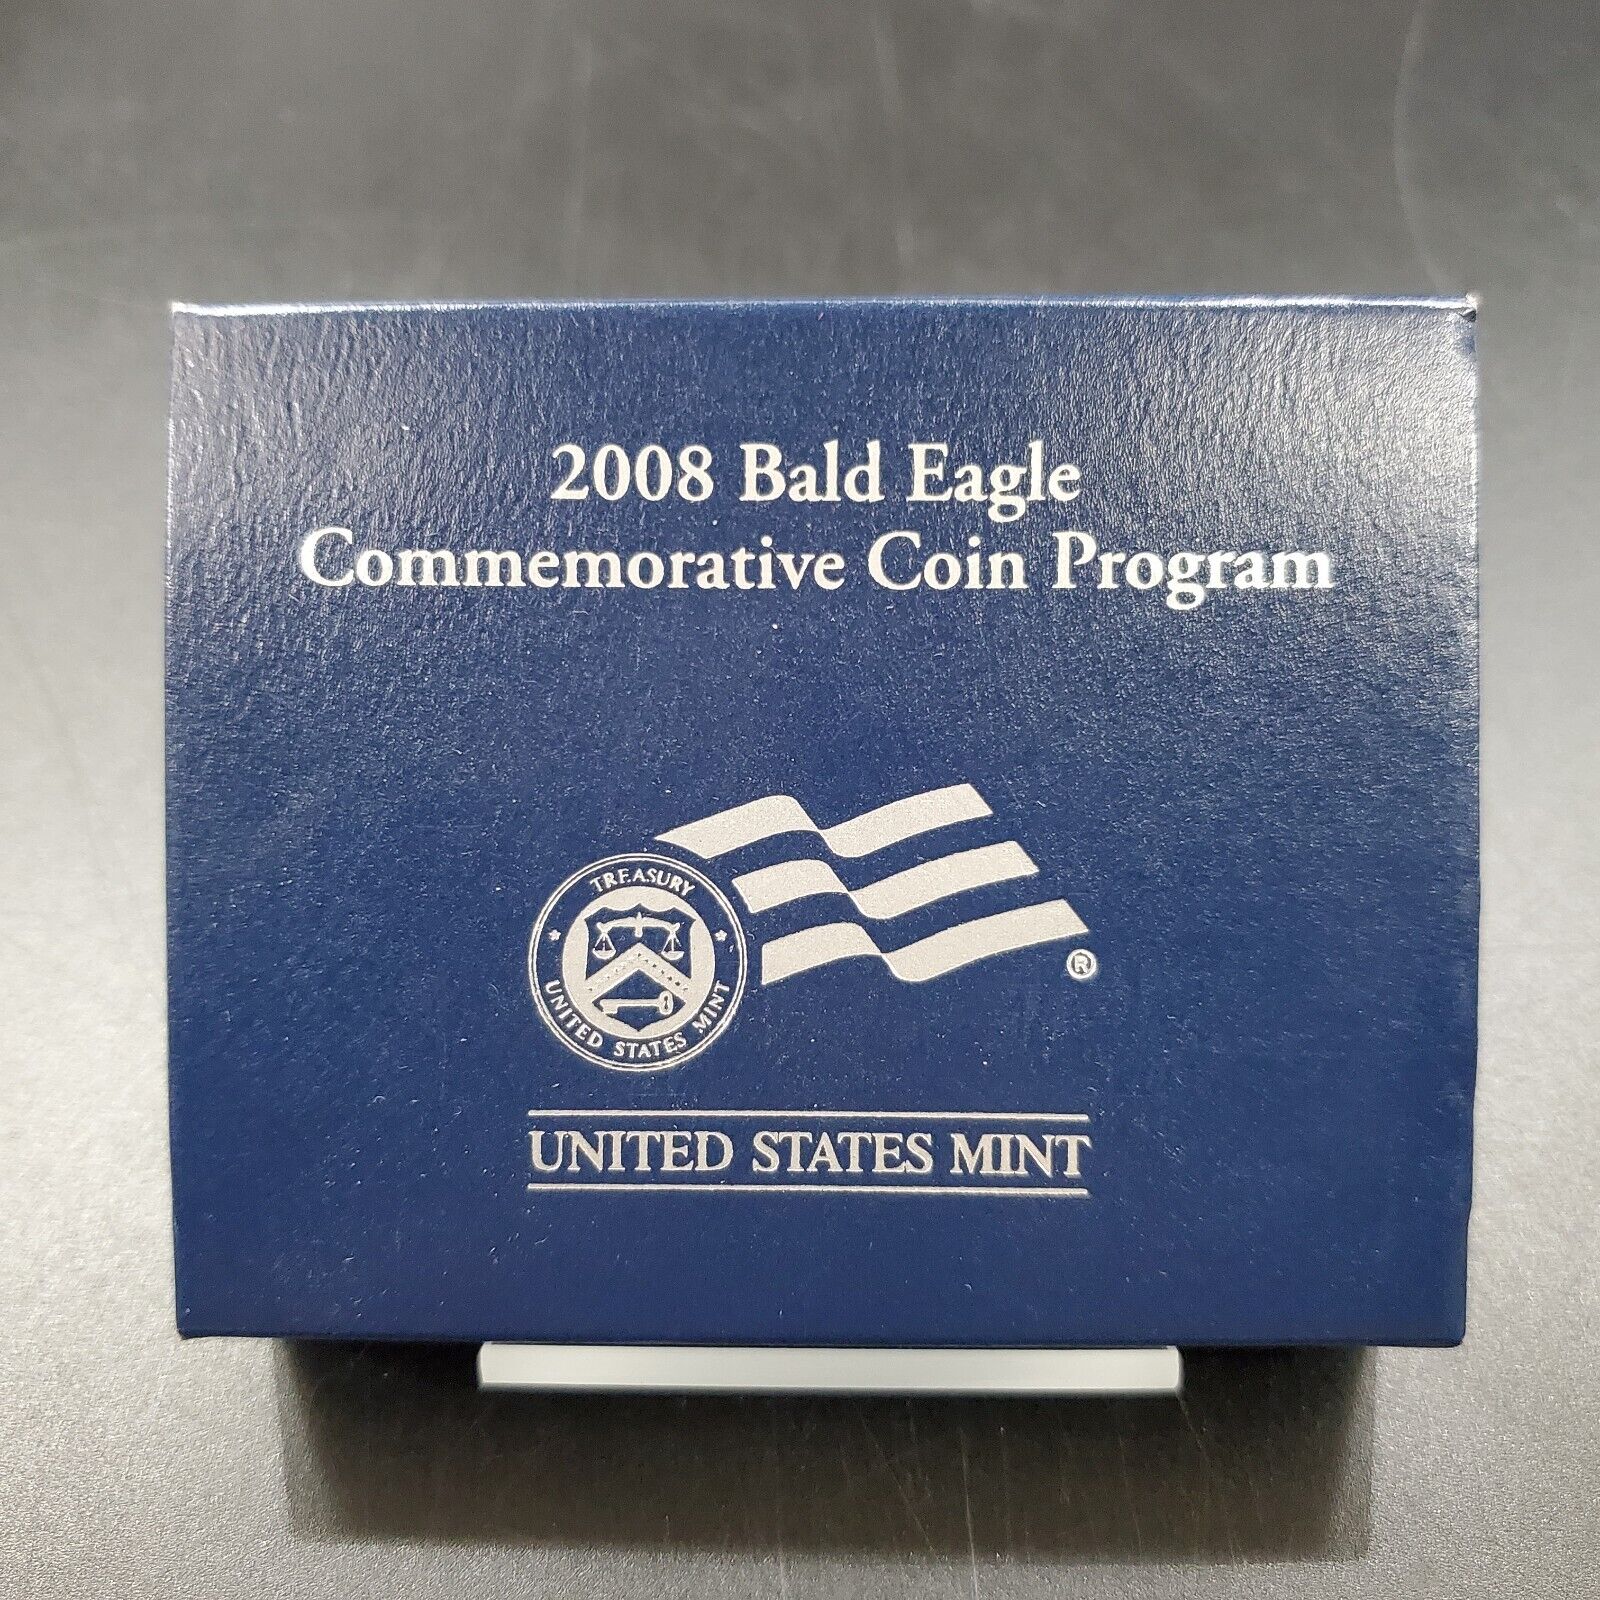 2008 Bald Eagle
Commemorative Coin Program
TREASURY
UNITED STATES MINT
®
UNITED STATES MINT